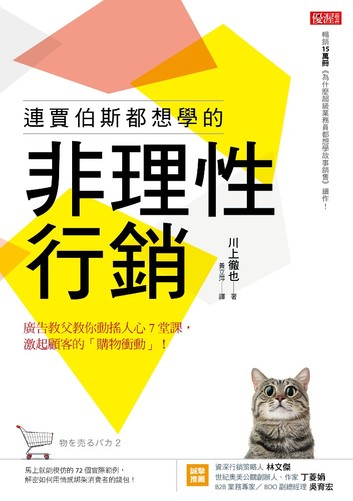 優渥誌
暢銷15萬冊《為什麼超級業務員都想學故事銷售》續作！
連賈伯斯都想學的
非理性
行銷
川上徹也 著
黃立萍 譯
廣告教父教你動搖人心7堂課，
激起顧客的「購物衝動」！
物を売るバカ2
馬上就能模仿的72個實際範例，
解密如何用情感綁架消費者的錢包！
誠摯推薦
資深行銷策略人 林文傑
世紀奧美公關創辦人、作家 丁菱娟
B2B業務專家／BDO副總經理 吳育宏